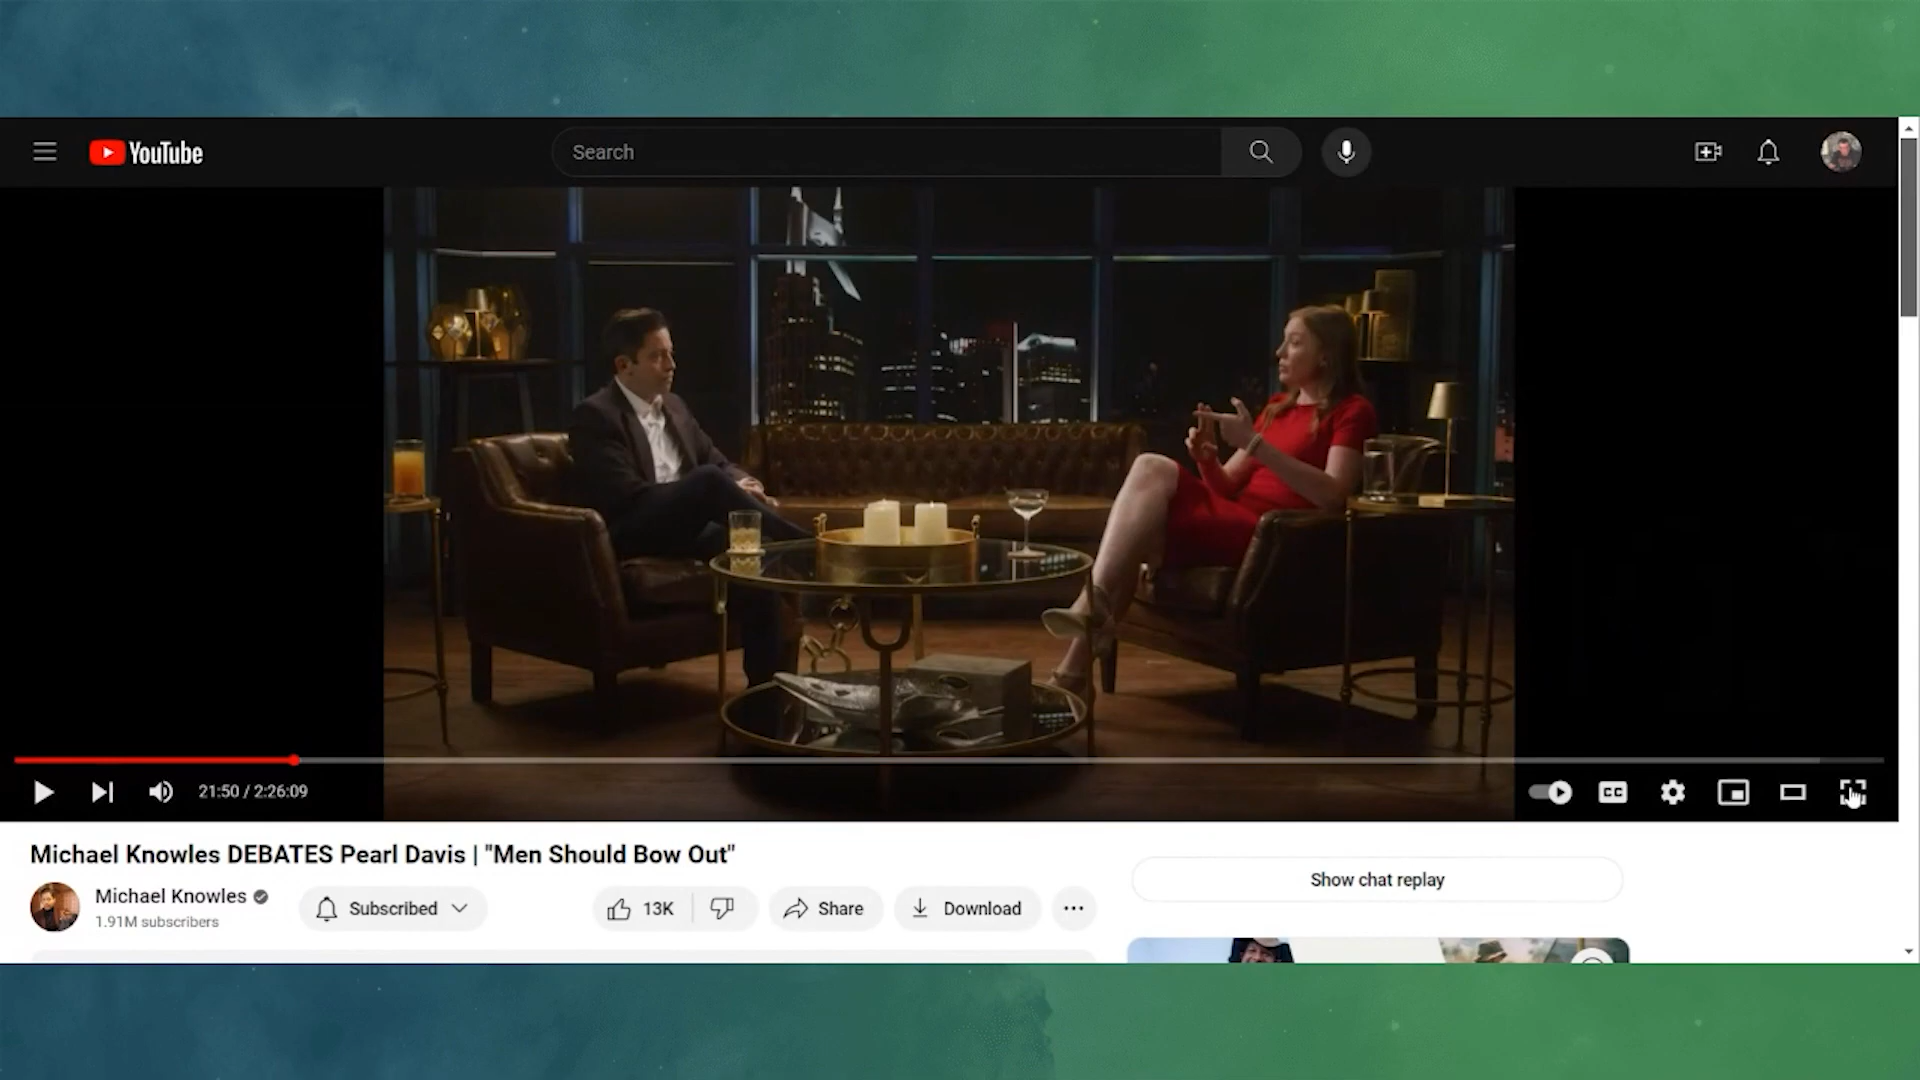 YouTube
Search
21:50 / 2:26:09
CC
Michael Knowles DEBATES Pearl Davis | "Men Should Bow Out"
Michael Knowles
1.91M subscribers
Subscribed
13K
Share
Download
Show chat replay